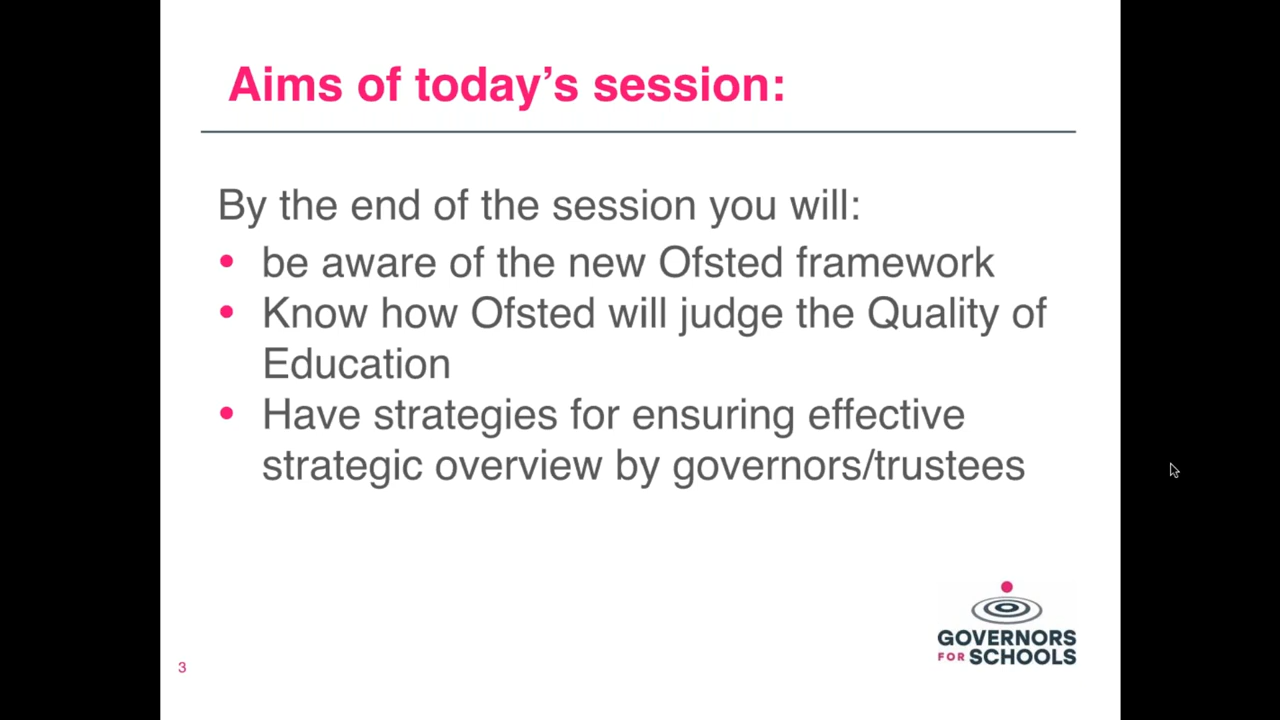 Aims of today’s session:
By the end of the session you will:
• be aware of the new Ofsted framework
• Know how Ofsted will judge the Quality of
Education
• Have strategies for ensuring effective
strategic overview by governors/trustees
GOVERNORS
FOR SCHOOLS
3